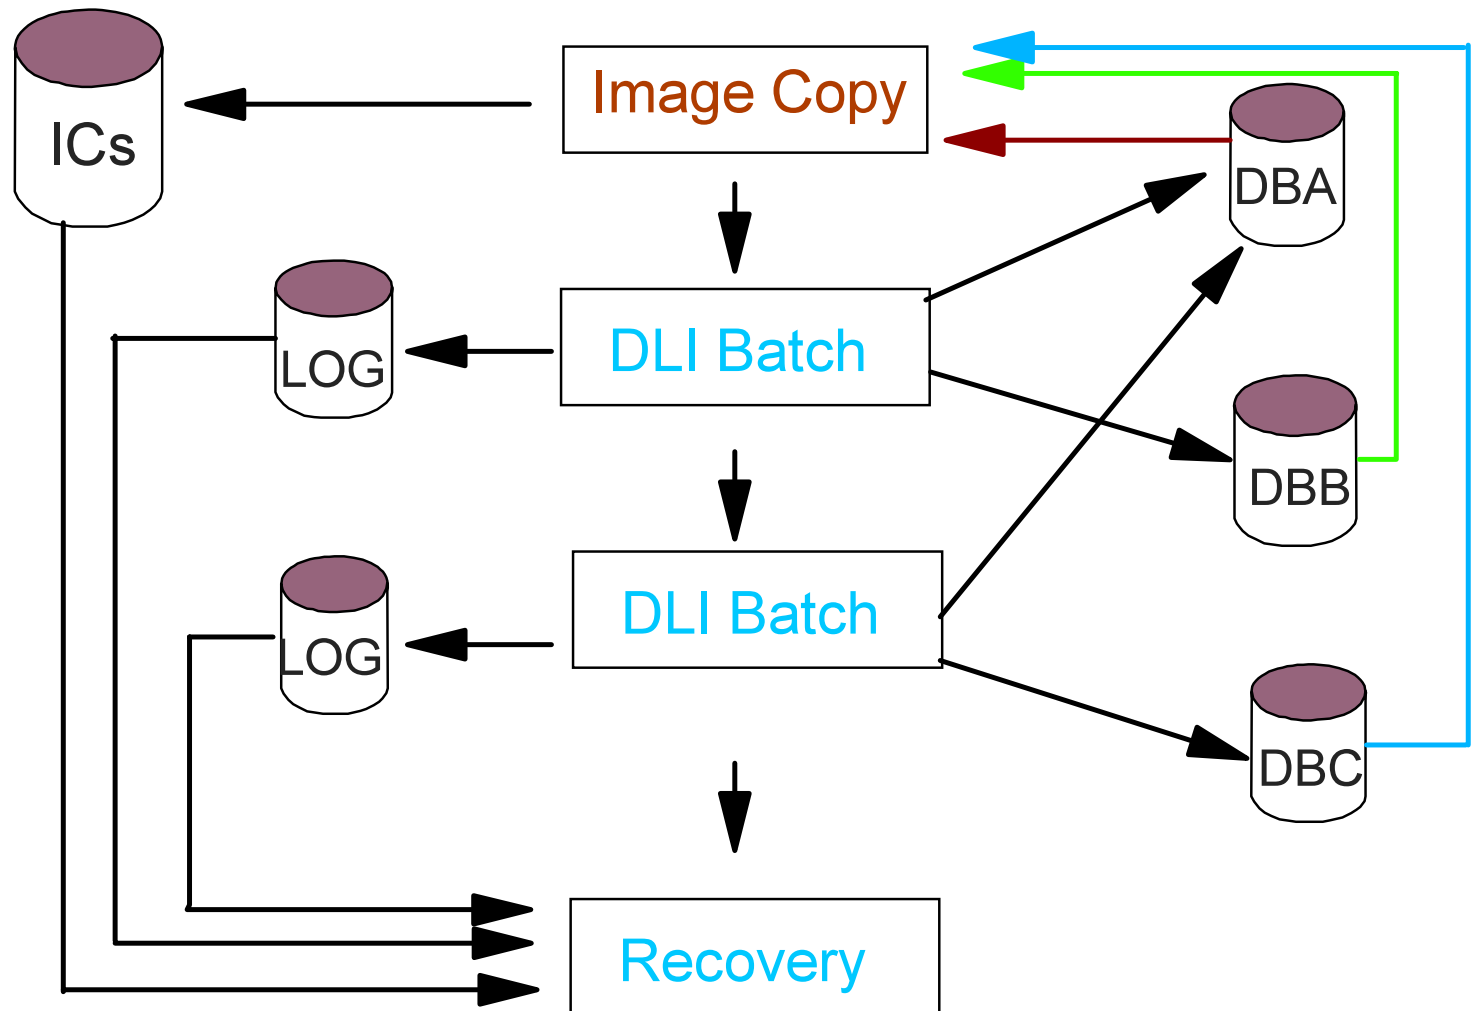 Image Copy
ICs
DBA
DLI Batch
LOG
DBB
DLI Batch
LOG
DBC
Recovery